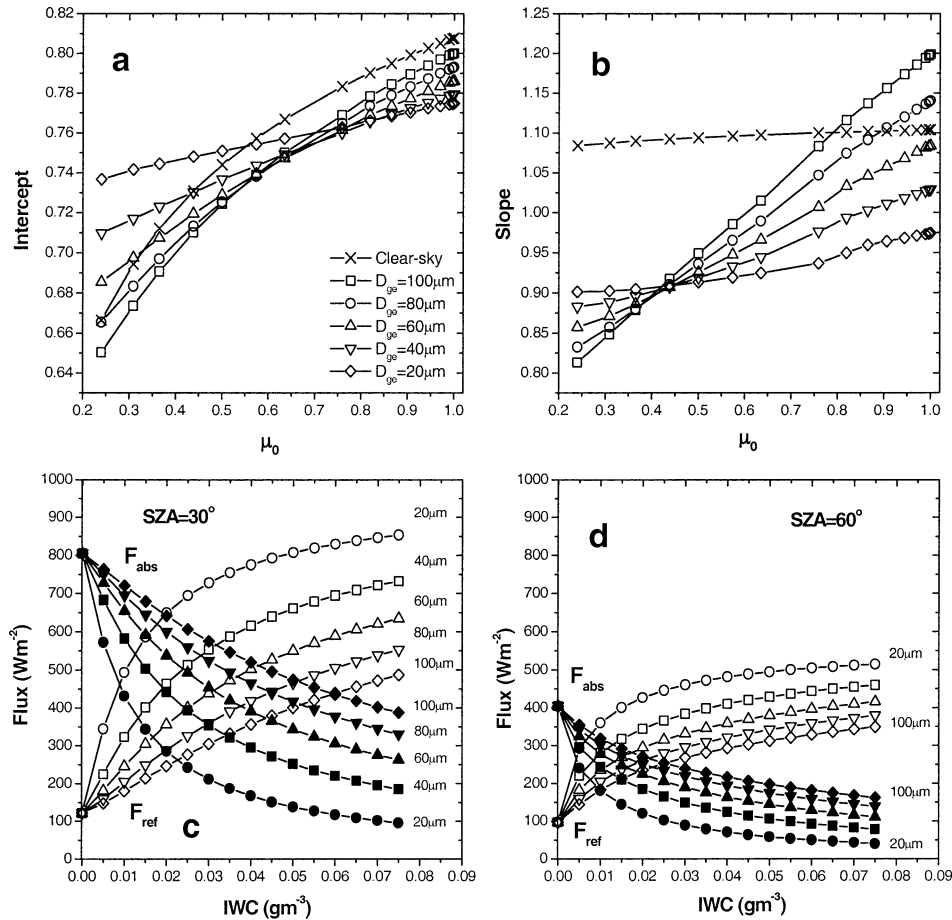 0.82
0.80
0.78
0.76
0.74
0.72
0.70
0.68
0.66
0.64
Intercept
a
Clear-sky
D_ge=100μm
D_ge=80μm
D_ge=60μm
D_ge=40μm
D_ge=20μm
0.2 0.3 0.4 0.5 0.6 0.7 0.8 0.9 1.0
μ₀
1.25
1.20
1.15
1.10
1.05
1.00
0.95
0.90
0.85
0.80
Slope
b
0.2 0.3 0.4 0.5 0.6 0.7 0.8 0.9 1.0
μ₀
1000
900
800
700
600
500
400
300
200
100
0
Flux (Wm⁻²)
SZA=30°
F_abs
F_ref
c
20μm
40μm
60μm
80μm
100μm
100μm
80μm
60μm
40μm
20μm
0.00 0.01 0.02 0.03 0.04 0.05 0.06 0.07 0.08 0.09
IWC (gm⁻³)
1000
900
800
700
600
500
400
300
200
100
0
Flux (Wm⁻²)
d
SZA=60°
F_abs
F_ref
20μm
100μm
100μm
20μm
0.00 0.01 0.02 0.03 0.04 0.05 0.06 0.07 0.08 0.09
IWC (gm⁻³)